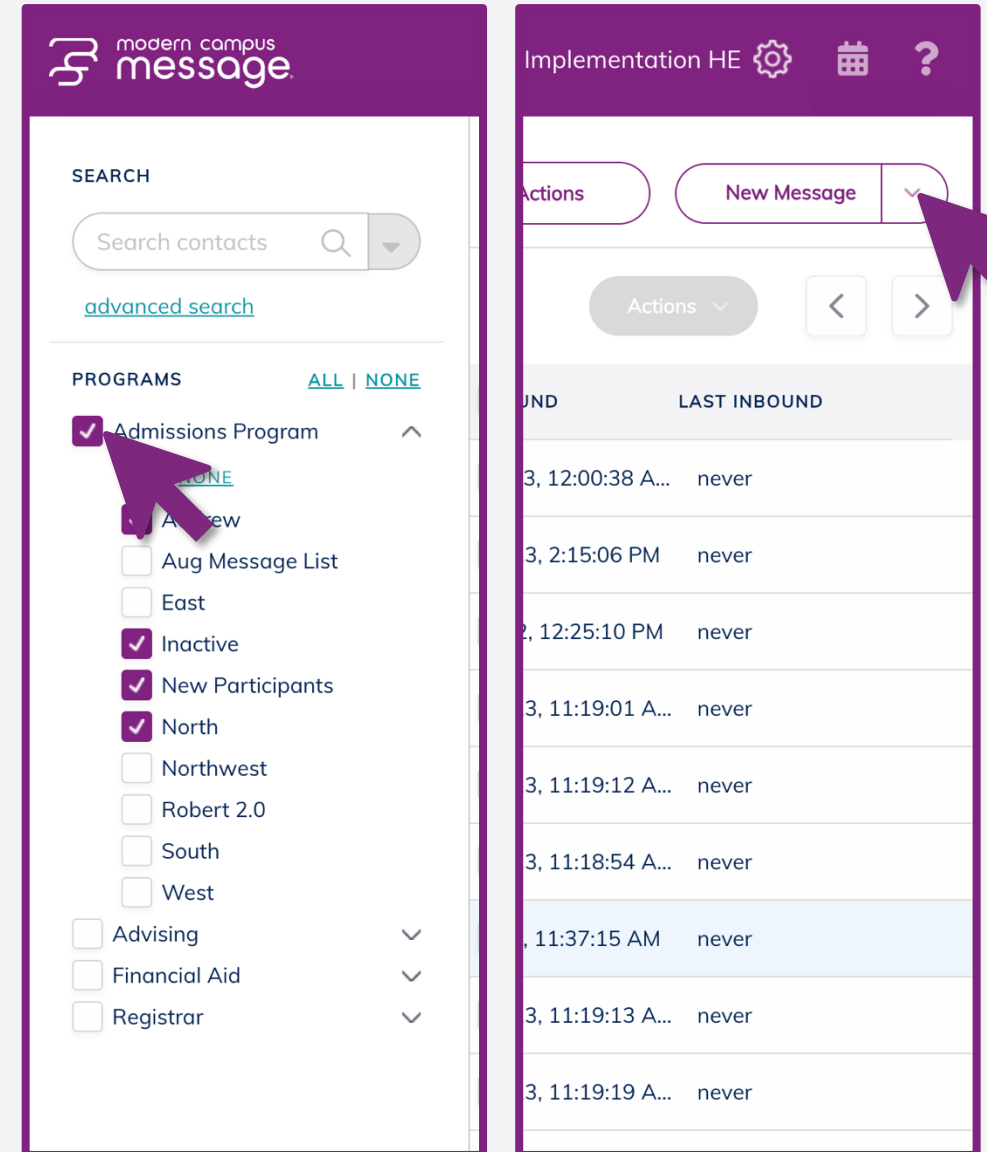 modern campus
message.
SEARCH
Search contacts
advanced search
PROGRAMS ALL | NONE
Admissions Program
NONE
Aug Message List
East
Inactive
New Participants
North
Northwest
Robert 2.0
South
West
Advising
Financial Aid
Registrar
Implementation HE ?
Actions New Message
Actions
LAST INBOUND
3, 12:00:38 A... never
3, 2:15:06 PM never
2, 12:25:10 PM never
3, 11:19:01 A... never
3, 11:19:12 A... never
3, 11:18:54 A... never
, 11:37:15 AM never
3, 11:19:13 A... never
3, 11:19:19 A... never